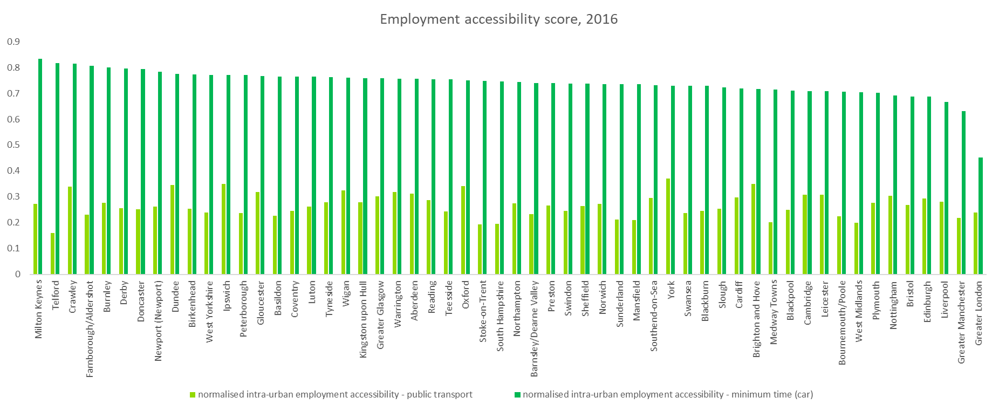 Employment accessibility score, 2016
0.9
0.8
0.7
0.6
0.5
0.4
0.3
0.2
0.1
0
Milton Keynes
Telford
Crawley
Farnborough/Aldershot
Burnley
Derby
Doncaster
Newport (Newport)
Dundee
Birkenhead
West Yorkshire
Ipswich
Peterborough
Gloucester
Basildon
Coventry
Luton
Tyneside
Wigan
Kingston upon Hull
Greater Glasgow
Warrington
Aberdeen
Reading
Teesside
Oxford
Stoke-on-Trent
South Hampshire
Northampton
Barnsley/Dearne Valley
Preston
Swindon
Sheffield
Norwich
Sunderland
Mansfield
Southend-on-Sea
York
Swansea
Blackburn
Slough
Cardiff
Brighton and Hove
Medway Towns
Blackpool
Cambridge
Leicester
Bournemouth/Poole
West Midlands
Plymouth
Nottingham
Bristol
Edinburgh
Liverpool
Greater Manchester
Greater London
normalised intra-urban employment accessibility - public transport
normalised intra-urban employment accessibility - minimum time (car)